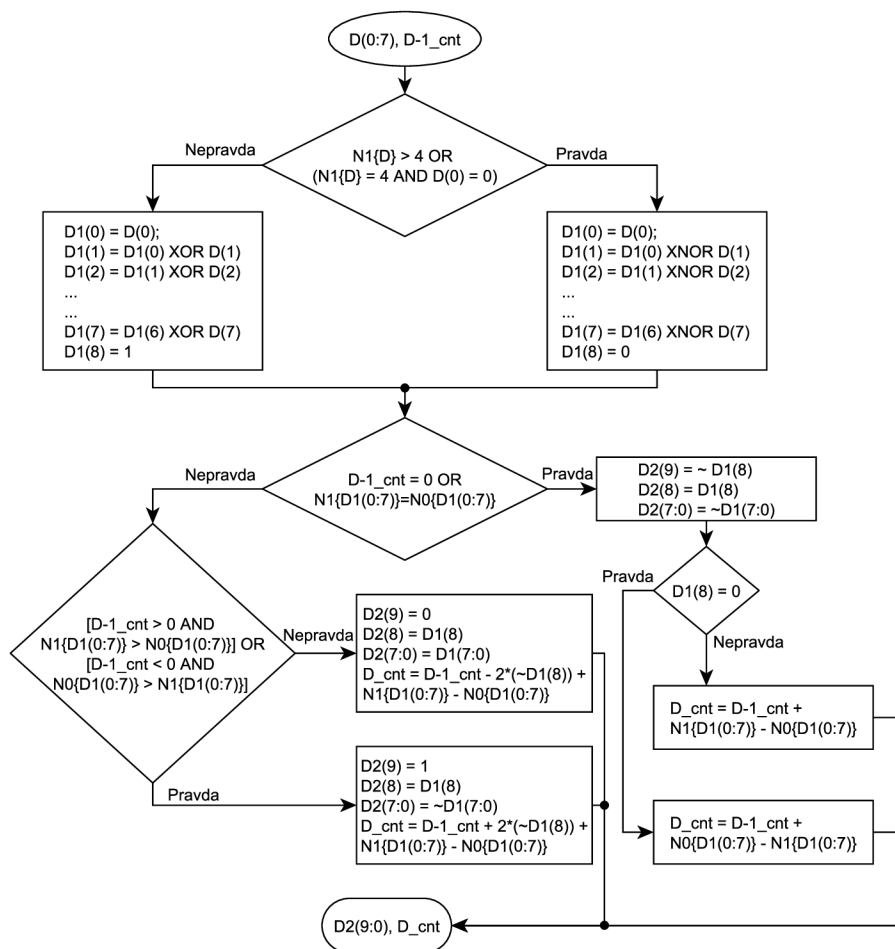 D(0:7), D-1_cnt
N1{D} > 4 OR
(N1{D} = 4 AND D(0) = 0)
Nepravda
Pravda
D1(0) = D(0);
D1(1) = D1(0) XOR D(1)
D1(2) = D1(1) XOR D(2)
...
...
D1(7) = D1(6) XOR D(7)
D1(8) = 1
D1(0) = D(0);
D1(1) = D1(0) XNOR D(1)
D1(2) = D1(1) XNOR D(2)
...
...
D1(7) = D1(6) XNOR D(7)
D1(8) = 0
Nepravda
D-1_cnt = 0 OR
N1{D1(0:7)}=N0{D1(0:7)}
Pravda
D2(9) = ~ D1(8)
D2(8) = D1(8)
D2(7:0) = ~D1(7:0)
Pravda
D1(8) = 0
Nepravda
[D-1_cnt > 0 AND
N1{D1(0:7)} > N0{D1(0:7)}] OR
[D-1_cnt < 0 AND
N0{D1(0:7)} > N1{D1(0:7)}]
Nepravda
D2(9) = 0
D2(8) = D1(8)
D2(7:0) = D1(7:0)
D_cnt = D-1_cnt - 2*(~D1(8)) +
N1{D1(0:7)} - N0{D1(0:7)}
D_cnt = D-1_cnt +
N1{D1(0:7)} - N0{D1(0:7)}
Pravda
D2(9) = 1
D2(8) = D1(8)
D2(7:0) = ~D1(7:0)
D_cnt = D-1_cnt + 2*(~D1(8)) +
N1{D1(0:7)} - N0{D1(0:7)}
D_cnt = D-1_cnt +
N0{D1(0:7)} - N1{D1(0:7)}
D2(9:0), D_cnt